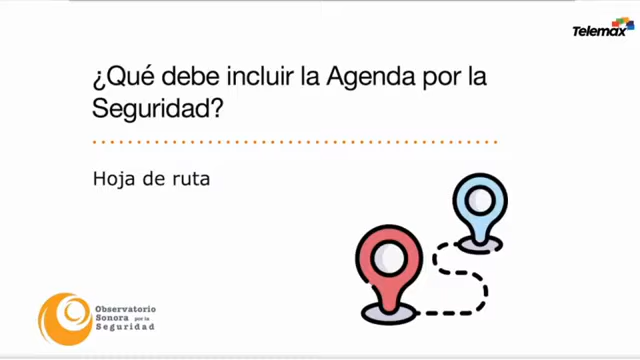 Telemax
¿Qué debe incluir la Agenda por la
Seguridad?
Hoja de ruta
Observatorio
Sonora por la
Seguridad